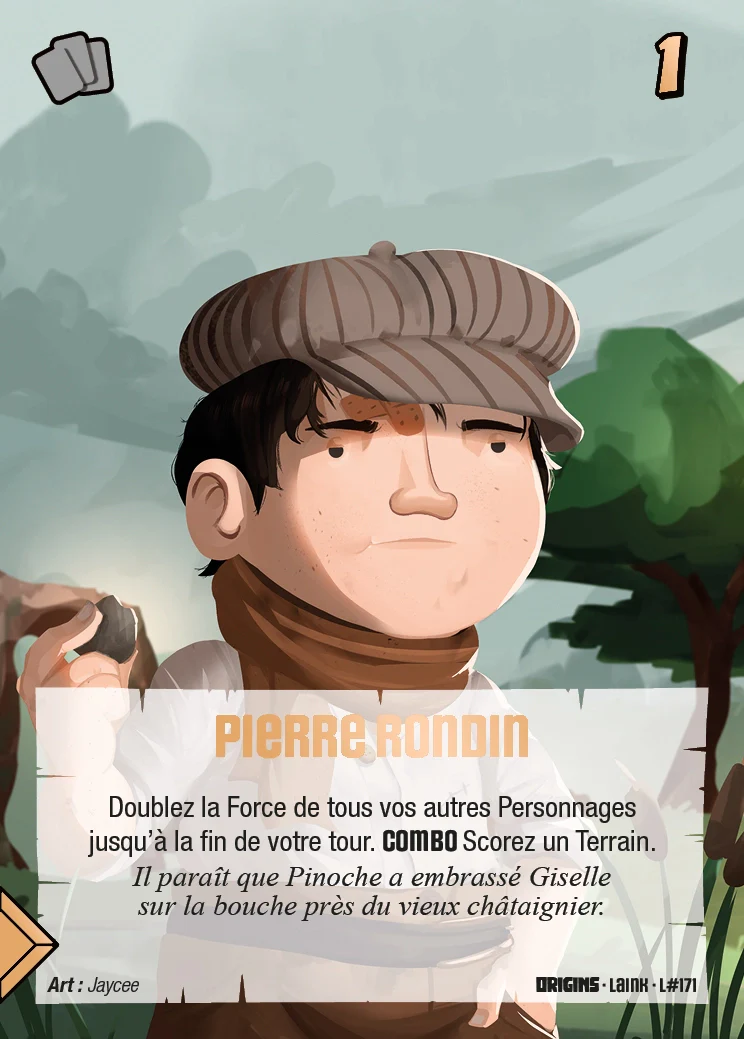 1
PIERRE RONDIN
Doublez la Force de tous vos autres Personnages
jusqu'à la fin de votre tour. COMBO Scorez un Terrain.
Il paraît que Pinoche a embrassé Giselle
sur la bouche près du vieux châtaignier.
Art : Jaycee
ORIGINS · LAINK · L#171